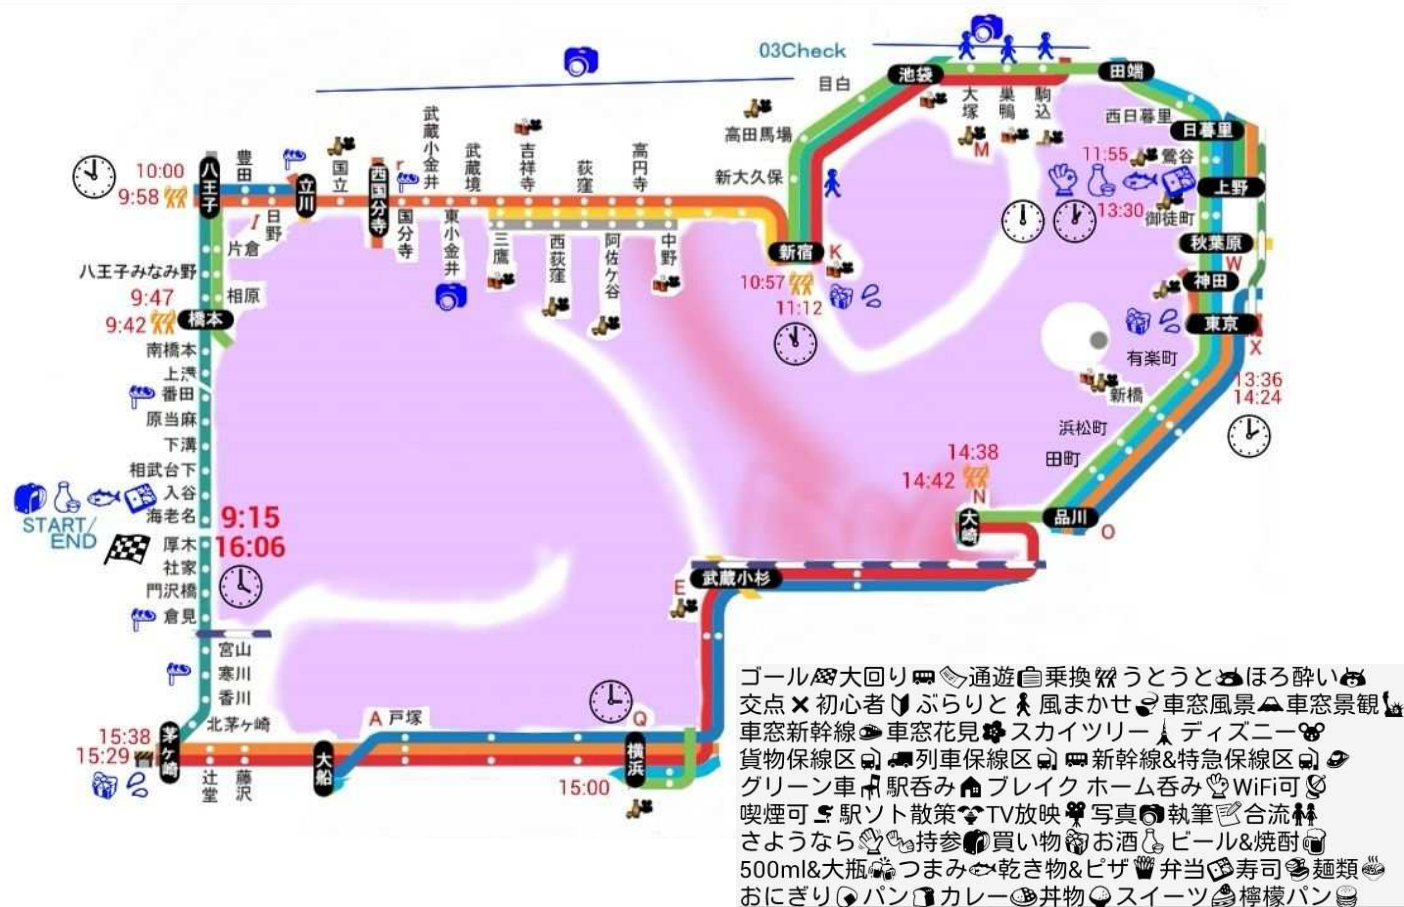 03Check
目白
池袋
大塚
巣鴨
駒込
田端
西日暮里
日暮里
高田馬場
新大久保
11:55
鶯谷
上野
13:30
御徒町
秋葉原
W
神田
東京
X
有楽町
13:36
14:24
新橋
浜松町
田町
品川
O
14:38
14:42
N
大崎
M
新宿
K
10:57
11:12
10:00
9:58
八王子
豊田
立川
国立
西国分寺
r
武蔵小金井
武蔵境
吉祥寺
荻窪
高円寺
I
日野
国分寺
東小金井
三鷹
西荻窪
阿佐ケ谷
中野
片倉
八王子みなみ野
相原
9:47
9:42
橋本
南橋本
上溝
番田
原当麻
下溝
相武台下
入谷
海老名
9:15
START/
END
厚木
16:06
社家
門沢橋
倉見
宮山
寒川
香川
北茅ヶ崎
15:38
15:29
茅ヶ崎
辻堂
藤沢
大船
A 戸塚
横浜
Q
15:00
E
武蔵小杉
ゴール 大回り 通遊 乗換 うとうと ほろ酔い
交点 初心者 ぶらりと 風まかせ 車窓風景 車窓景観
車窓新幹線 車窓花見 スカイツリー ディズニー
貨物保線区 列車保線区 新幹線&特急保線区
グリーン車 駅呑み ブレイク ホーム呑み WiFi可
喫煙可 駅ソト散策 TV放映 写真 執筆 合流
さようなら 持参 買い物 お酒 ビール&焼酎
500ml&大瓶 つまみ 乾き物&ピザ 弁当 寿司 麺類
おにぎり パン カレー 丼物 スイーツ 檸檬パン